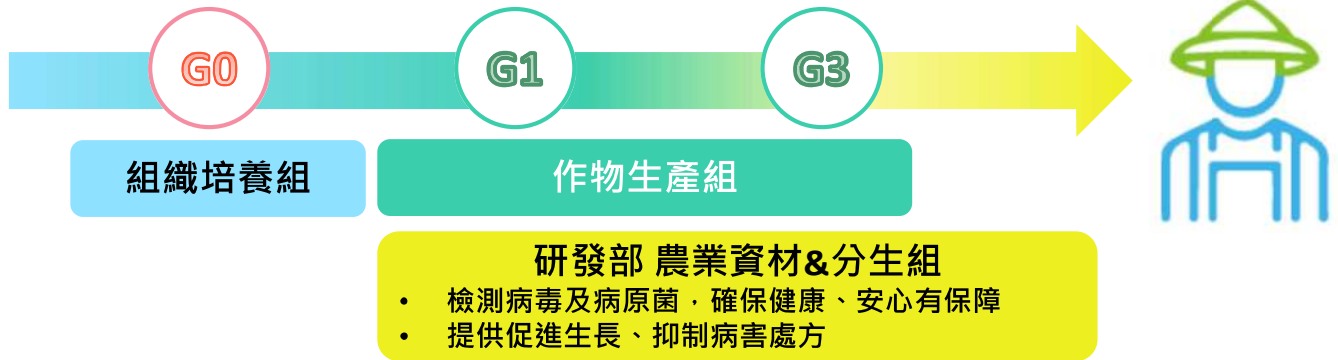 G0 G1 G3
組織培養組 作物生產組
研發部 農業資材&分生組
• 檢測病毒及病原菌，確保健康、安心有保障
• 提供促進生長、抑制病害處方